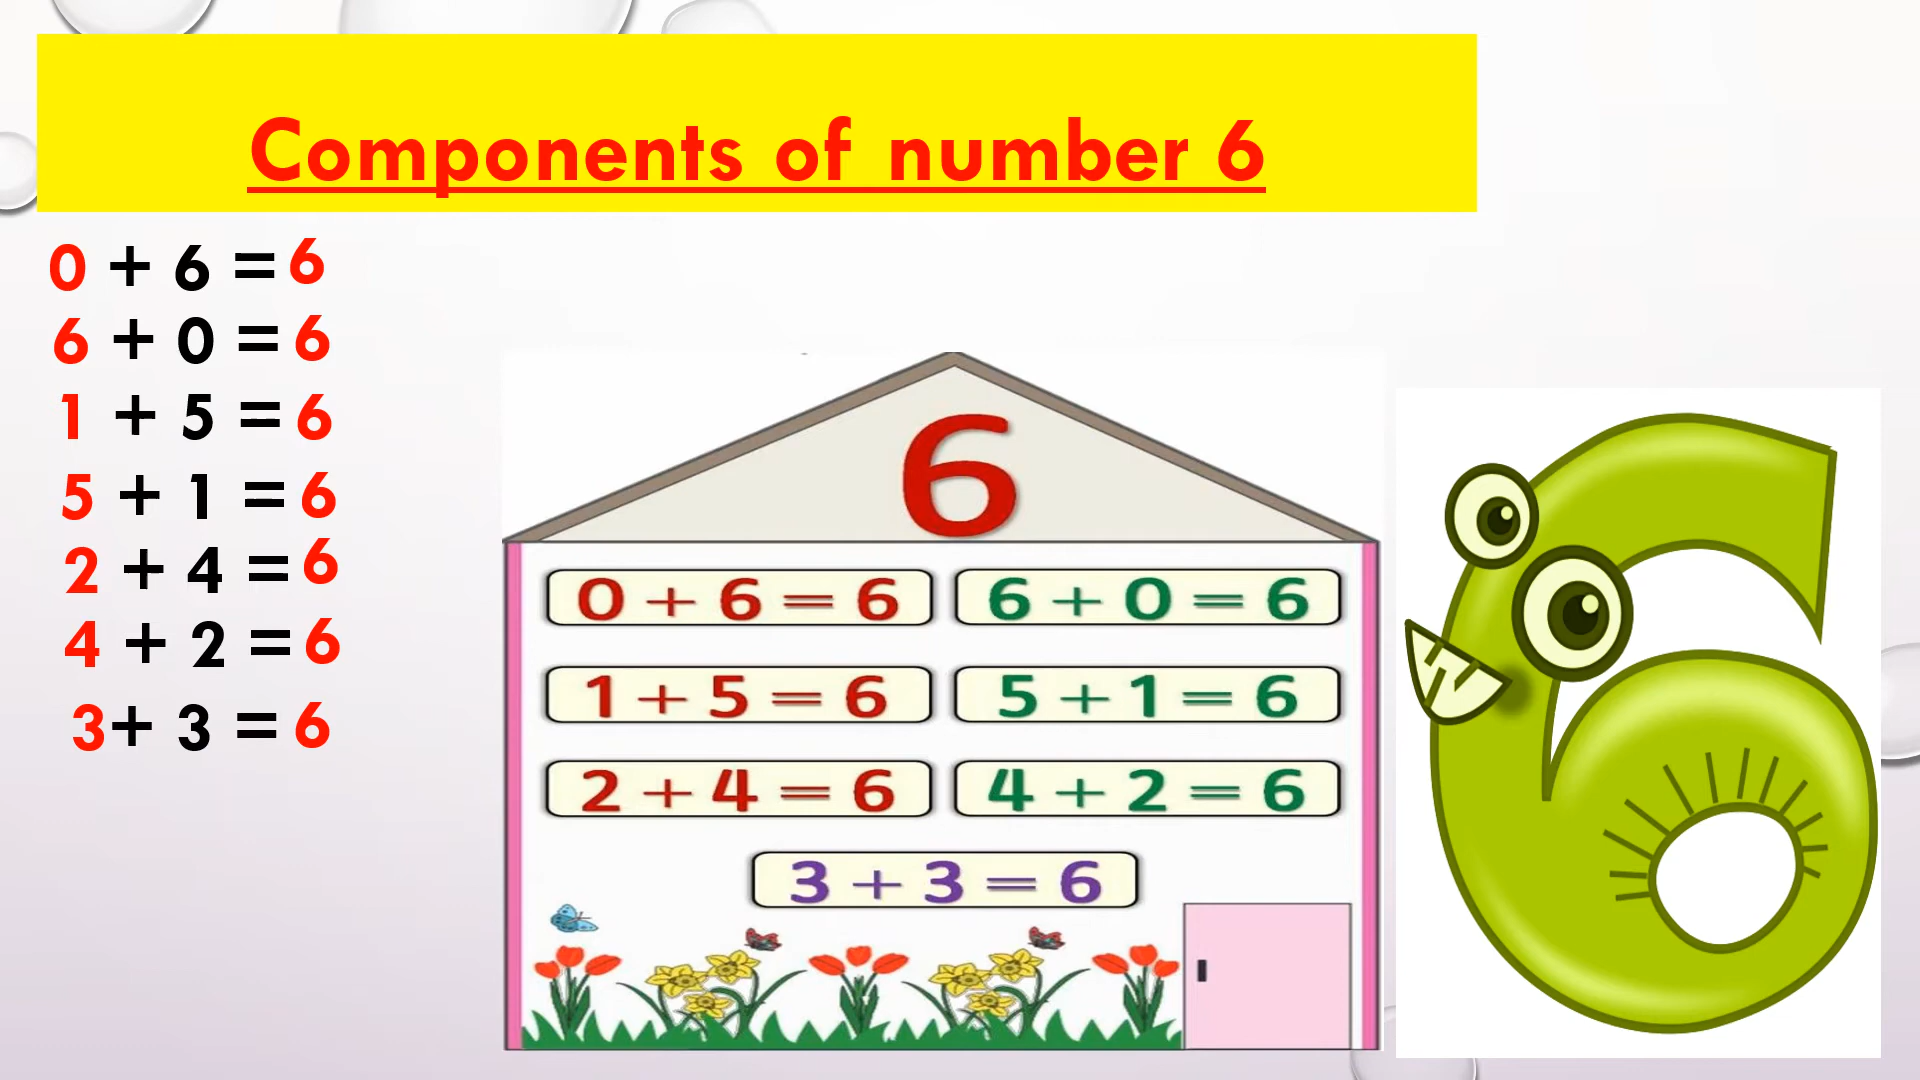 Components of number 6
0 + 6 = 6
6 + 0 = 6
1 + 5 = 6
5 + 1 = 6
2 + 4 = 6
4 + 2 = 6
3+ 3 = 6
6
0 + 6 = 6
6 + 0 = 6
1 + 5 = 6
5 + 1 = 6
2 + 4 = 6
4 + 2 = 6
3 + 3 = 6
6